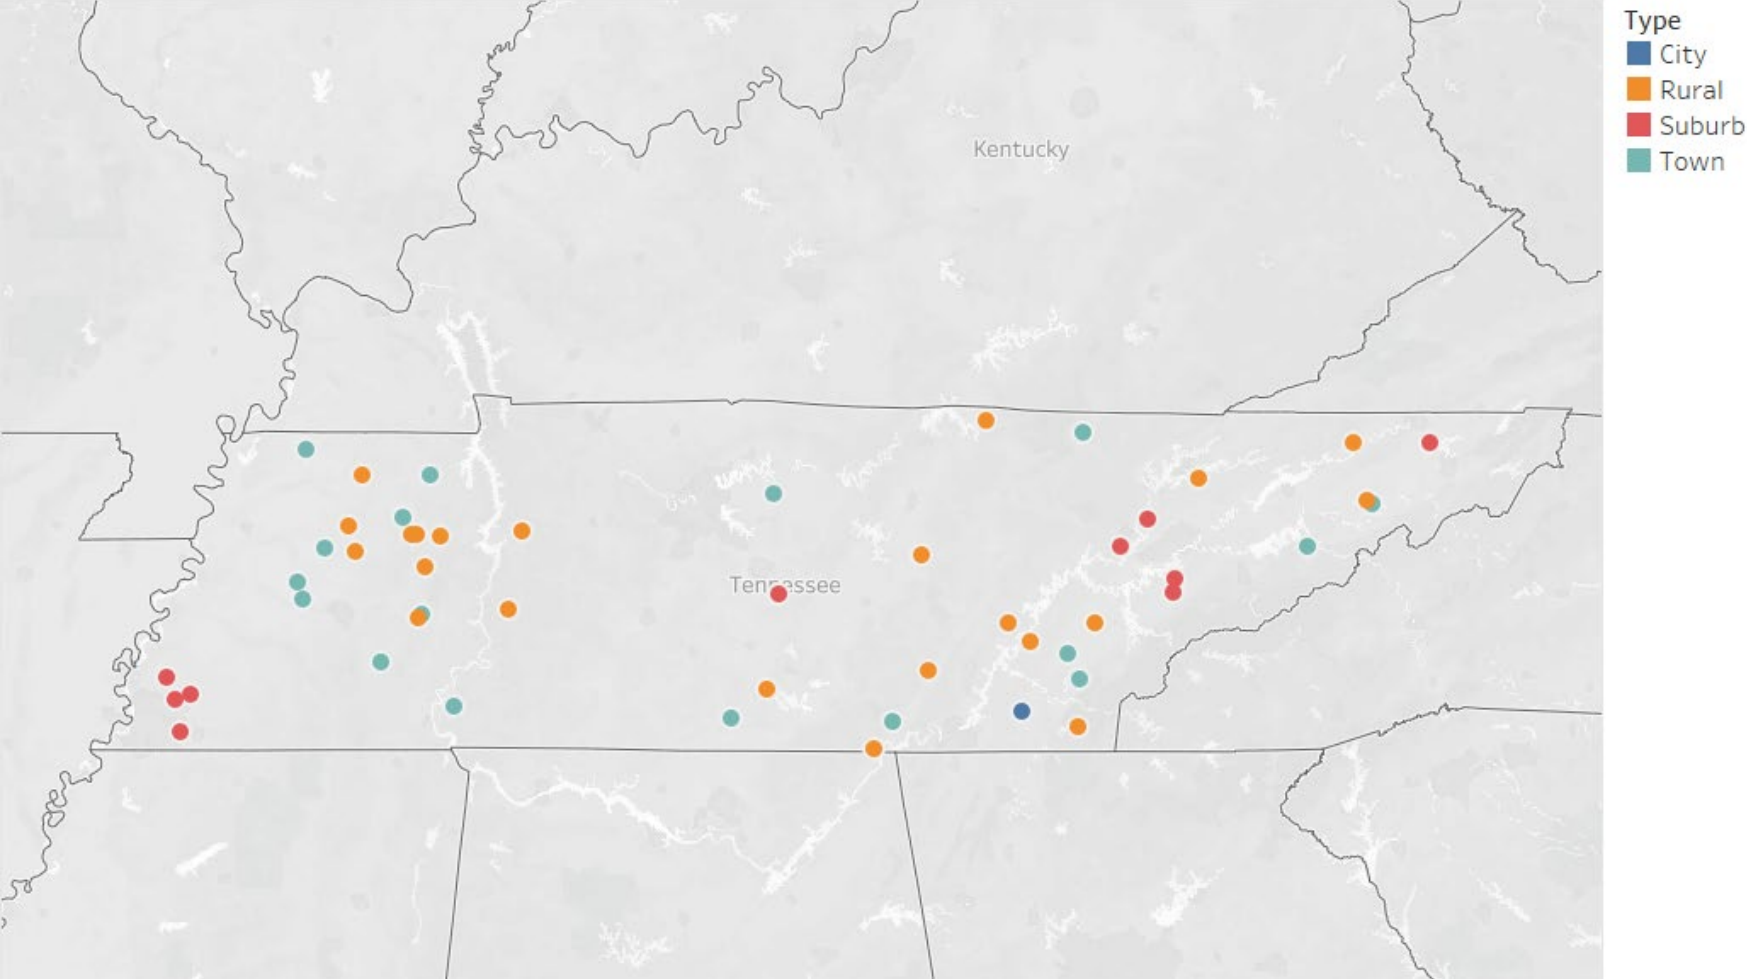 Type
City
Rural
Suburb
Town
Kentucky
Tennessee